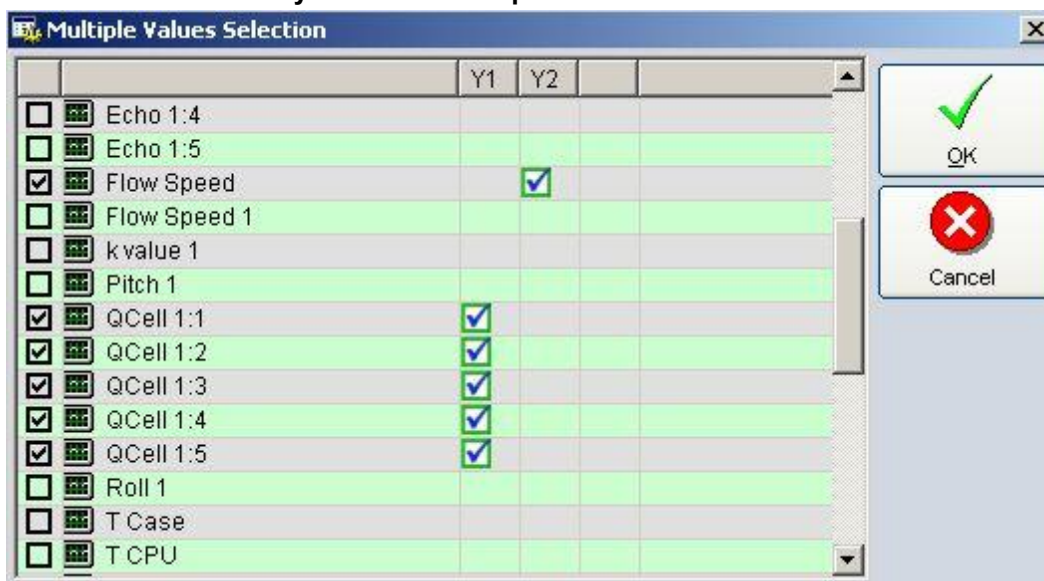 Multiple Values Selection
Y1 Y2
Echo 1:4
Echo 1:5
Flow Speed
Flow Speed 1
k value 1
Pitch 1
QCell 1:1
QCell 1:2
QCell 1:3
QCell 1:4
QCell 1:5
Roll 1
T Case
T CPU
OK
Cancel